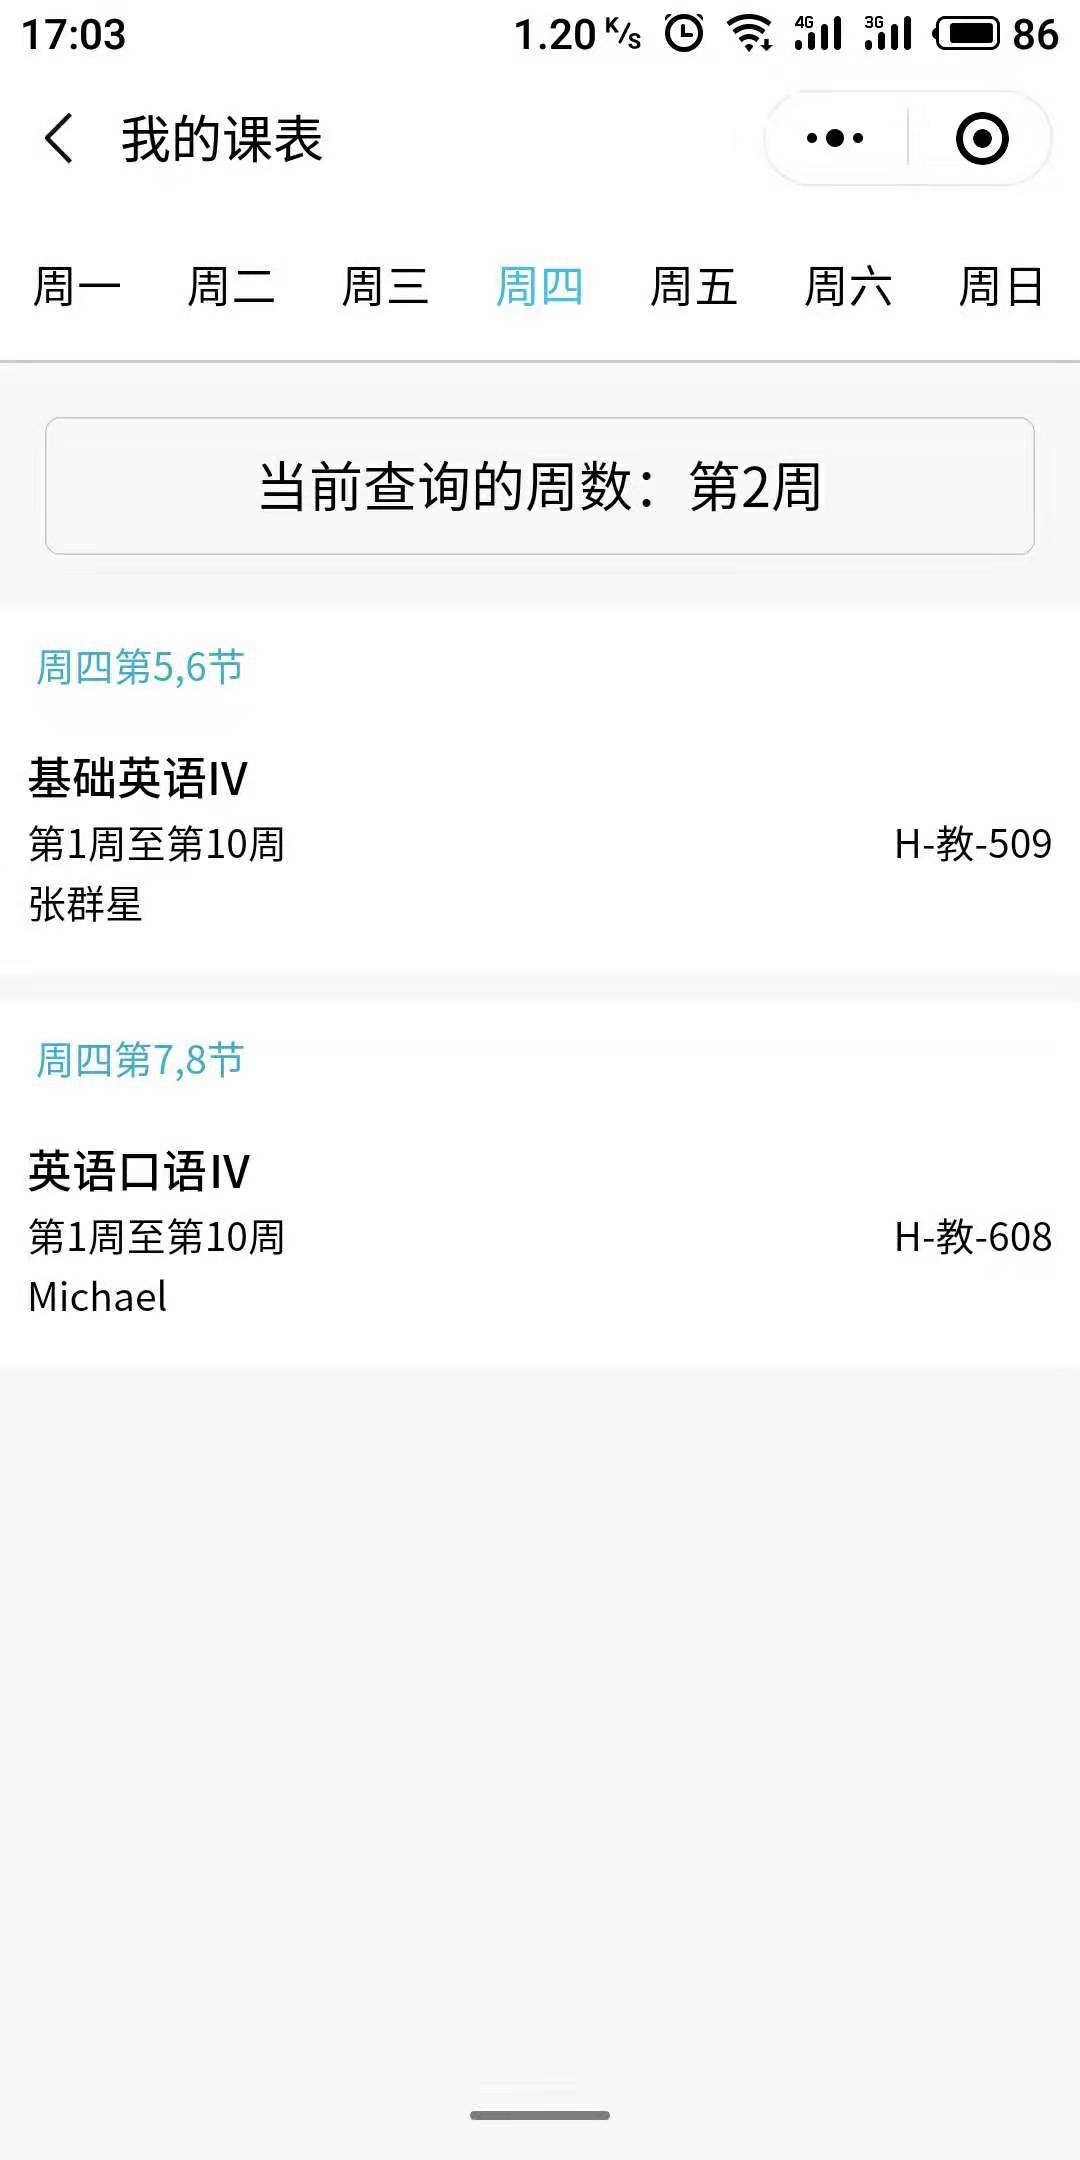 17:03 1.20 K/s 4G 3G 86
我的课表
周一 周二 周三 周四 周五 周六 周日
当前查询的周数：第2周
周四第5,6节
基础英语IV
第1周至第10周 H-教-509
张群星
周四第7,8节
英语口语IV
第1周至第10周 H-教-608
Michael